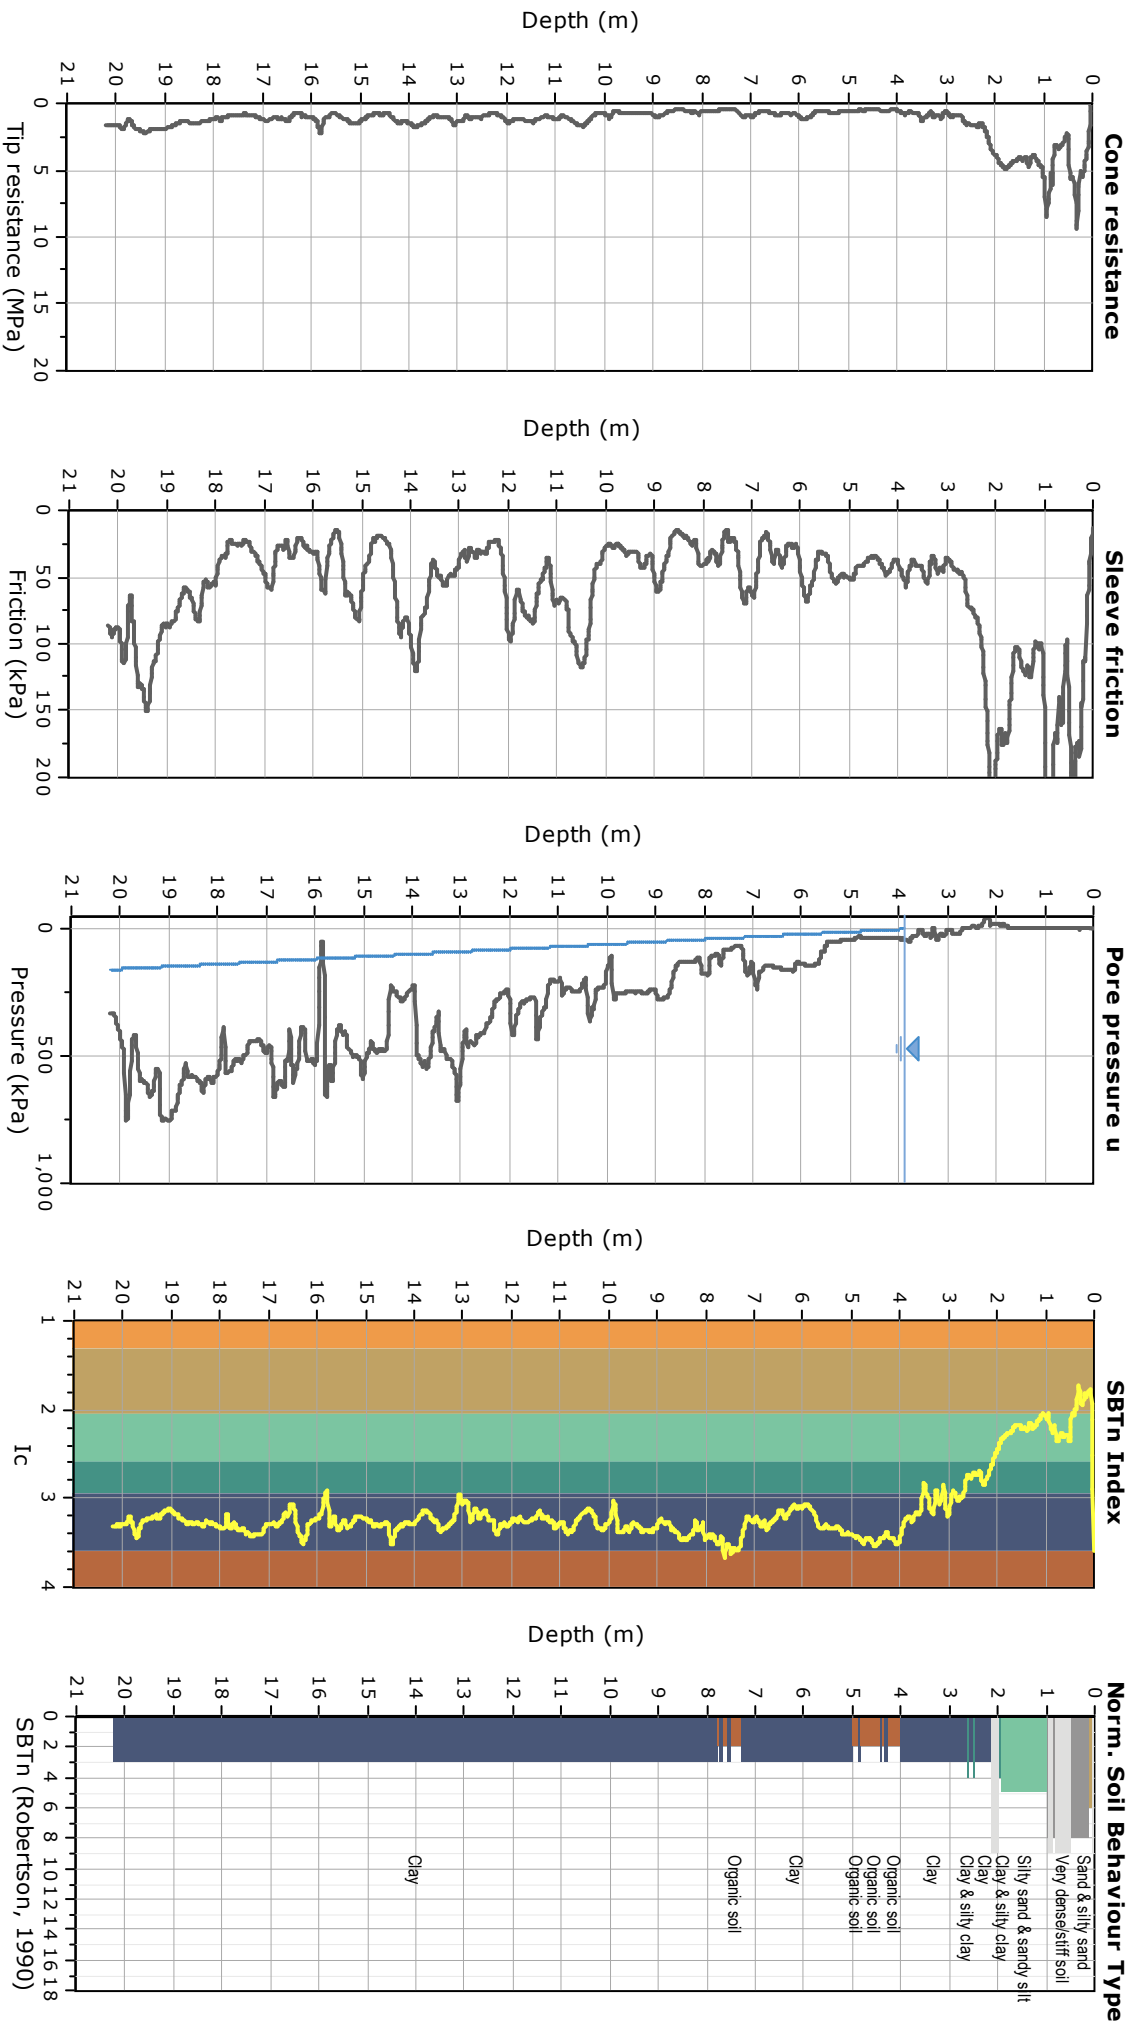 Cone resistance
Depth (m)
0 1 2 3 4 5 6 7 8 9 10 11 12 13 14 15 16 17 18 19 20 21
0 5 10 15 20
Tip resistance (MPa)
Sleeve friction
Depth (m)
0 1 2 3 4 5 6 7 8 9 10 11 12 13 14 15 16 17 18 19 20 21
0 50 100 150 200
Friction (kPa)
Pore pressure u
Depth (m)
0 1 2 3 4 5 6 7 8 9 10 11 12 13 14 15 16 17 18 19 20 21
0 500 1,000
Pressure (kPa)
SBTn Index
Depth (m)
0 1 2 3 4 5 6 7 8 9 10 11 12 13 14 15 16 17 18 19 20 21
1 2 3 4
Ic
Norm. Soil Behaviour Type
Depth (m)
0 1 2 3 4 5 6 7 8 9 10 11 12 13 14 15 16 17 18 19 20 21
Sand & silty sand
Very dense/stiff soil
Silty sand & sandy silt
Clay & silty clay
Clay
Clay & silty clay
Clay
Organic soil
Organic soil
Organic soil
Clay
Organic soil
Clay
0 2 4 6 8 10 12 14 16 18
SBTn (Robertson, 1990)